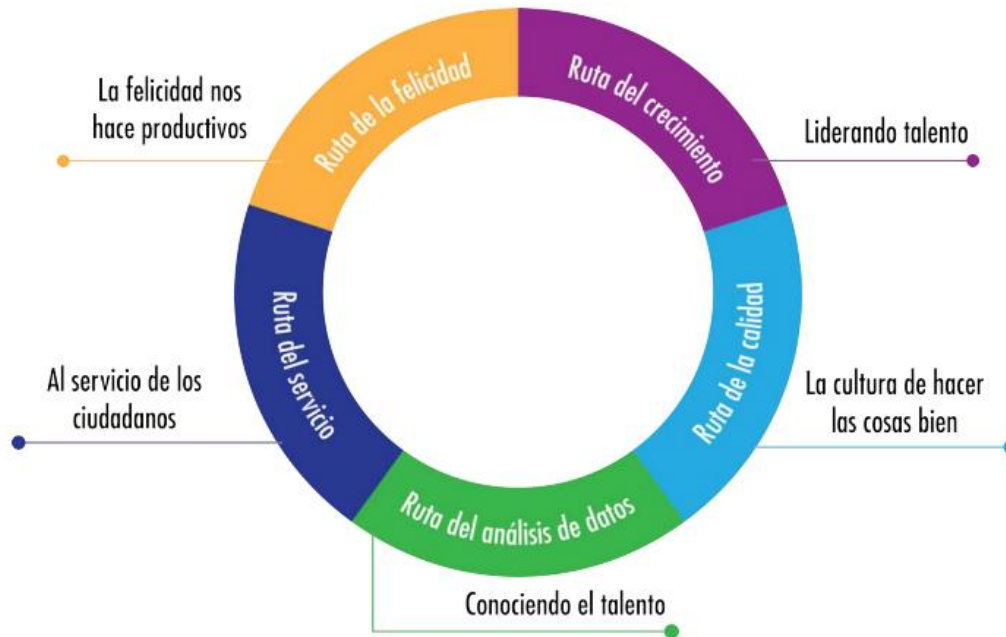 La felicidad nos
hace productivos
Ruta de la felicidad
Ruta del crecimiento
Liderando talento
Al servicio de los
ciudadanos
Ruta del servicio
Ruta de la calidad
La cultura de hacer
las cosas bien
Ruta del análisis de datos
Conociendo el talento